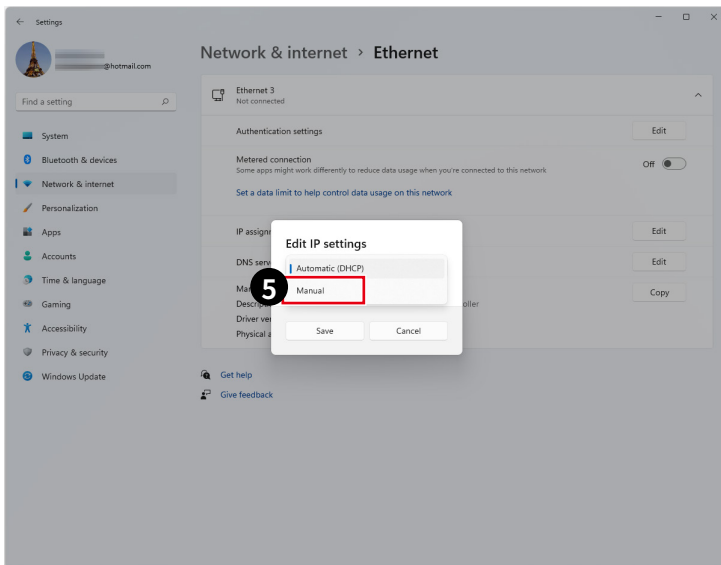 Settings
@hotmail.com
Find a setting
System
Bluetooth & devices
Network & internet
Personalization
Apps
Accounts
Time & language
Gaming
Accessibility
Privacy & security
Windows Update
Network & internet > Ethernet
Ethernet 3
Not connected
Authentication settings
Edit
Metered connection
Some apps might work differently to reduce data usage when you're connected to this network
Off
Set a data limit to help control data usage on this network
IP assignm
Edit
DNS serv
Edit
Man
Copy
Descrip
oller
Driver ver
Physical a
Edit IP settings
Automatic (DHCP)
5
Manual
Save
Cancel
Get help
Give feedback